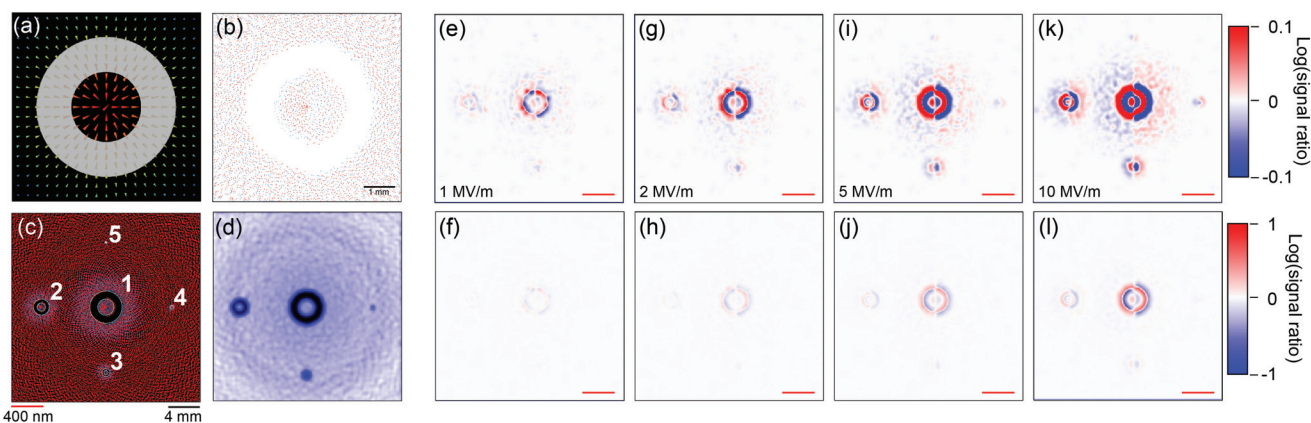 (a)
(b)
1 mm
(c)
5
1
2
4
3
400 nm
4 mm
(d)
(e)
1 MV/m
(g)
2 MV/m
(i)
5 MV/m
(k)
10 MV/m
0.1
0
-0.1
Log(signal ratio)
(f)
(h)
(j)
(l)
1
0
-1
Log(signal ratio)